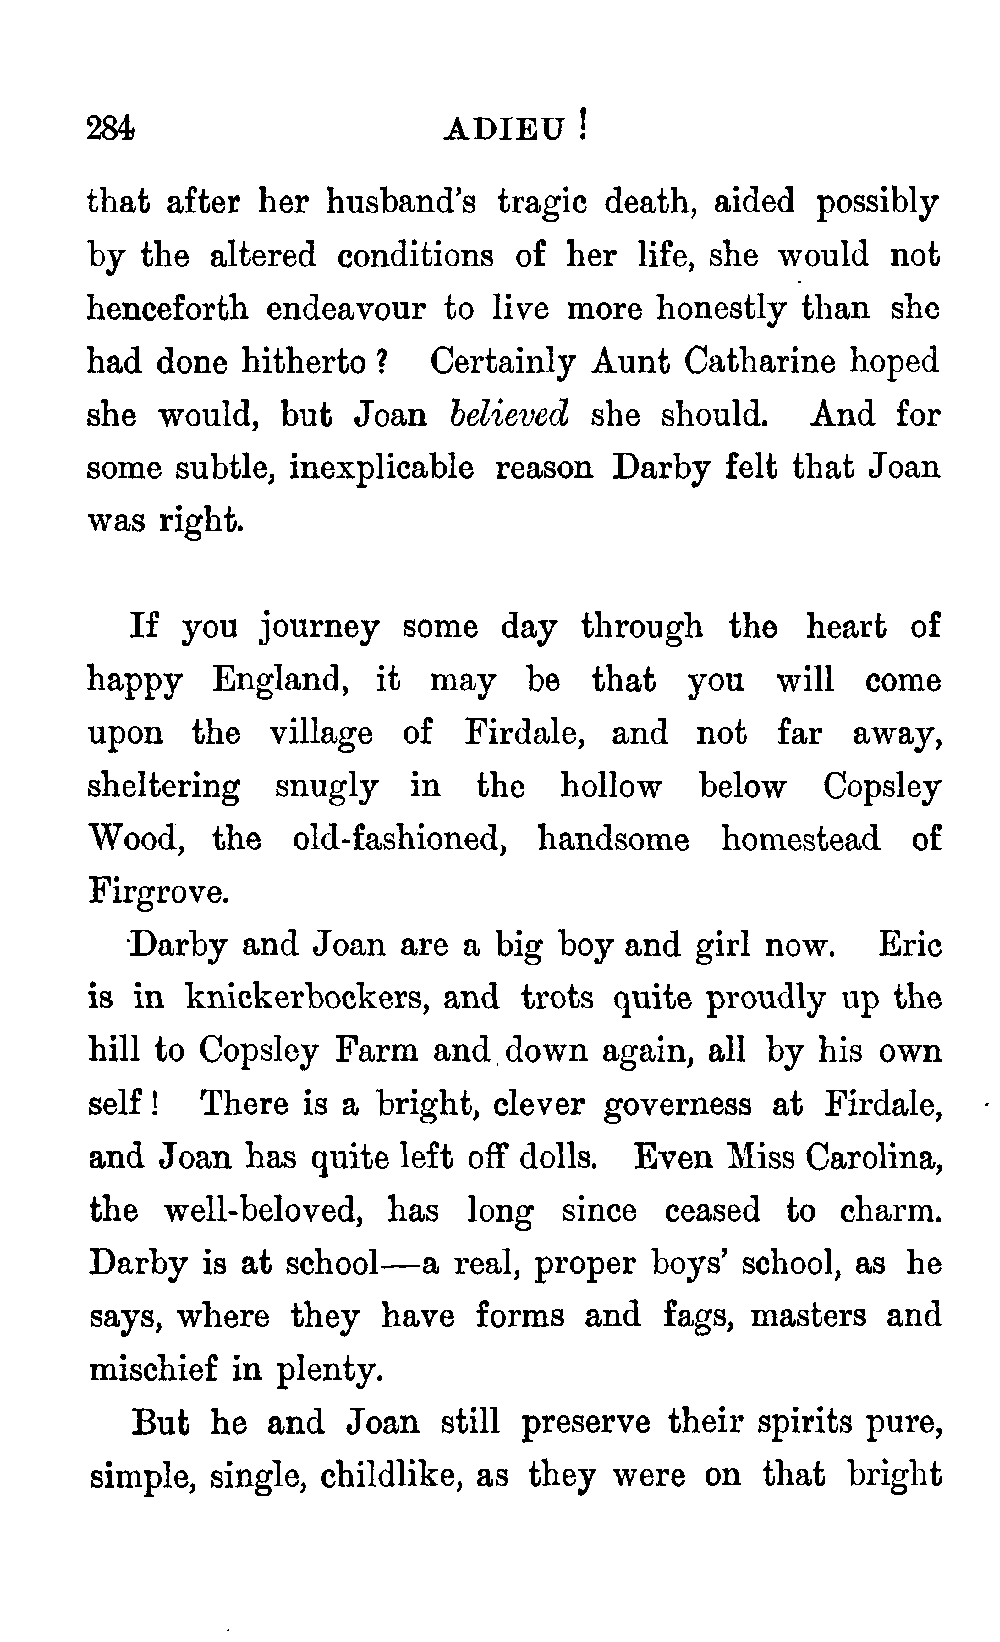 284 ADIEU !
that after her husband's tragic death, aided possibly
by the altered conditions of her life, she would not
henceforth endeavour to live more honestly than she
had done hitherto ? Certainly Aunt Catharine hoped
she would, but Joan believed she should. And for
some subtle, inexplicable reason Darby felt that Joan
was right.
If you journey some day through the heart of
happy England, it may be that you will come
upon the village of Firdale, and not far away,
sheltering snugly in the hollow below Copsley
Wood, the old-fashioned, handsome homestead of
Firgrove.
Darby and Joan are a big boy and girl now. Eric
is in knickerbockers, and trots quite proudly up the
hill to Copsley Farm and down again, all by his own
self ! There is a bright, clever governess at Firdale,
and Joan has quite left off dolls. Even Miss Carolina,
the well-beloved, has long since ceased to charm.
Darby is at school—a real, proper boys' school, as he
says, where they have forms and fags, masters and
mischief in plenty.
But he and Joan still preserve their spirits pure,
simple, single, childlike, as they were on that bright